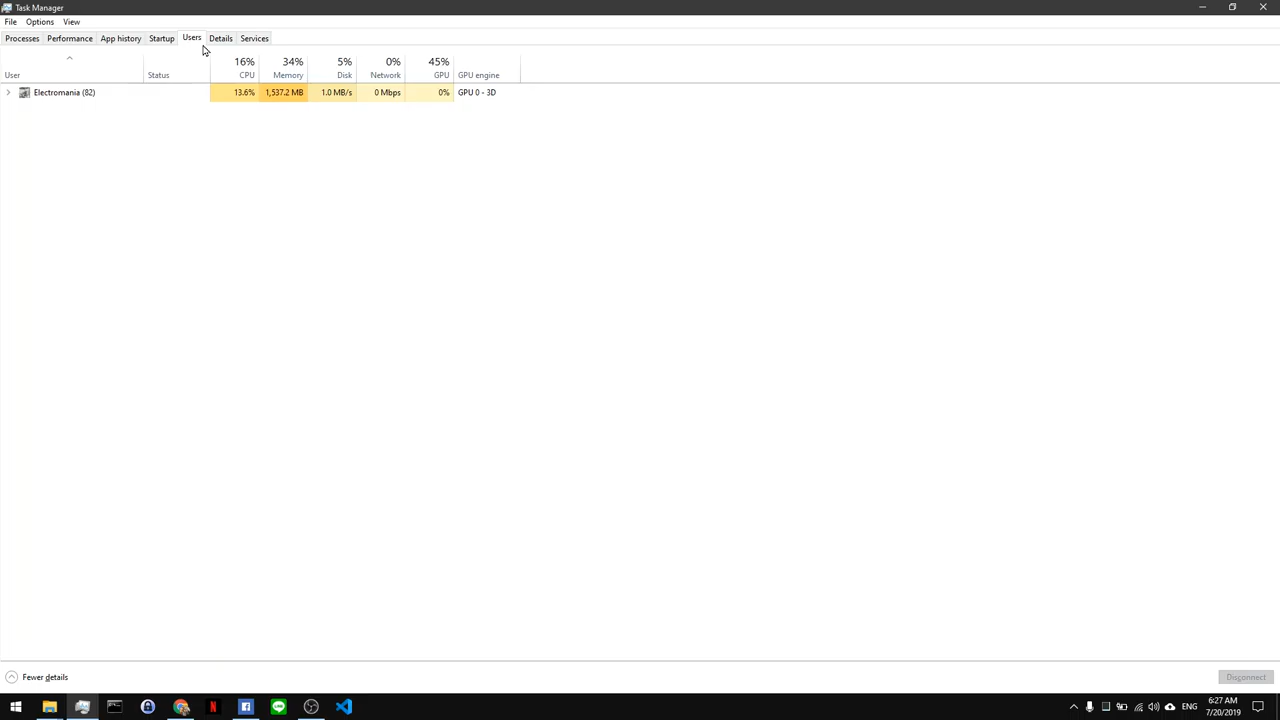 Task Manager
File Options View
Processes Performance App history Startup Users Details Services
16% 34% 5% 0% 45%
User Status CPU Memory Disk Network GPU GPU engine
Electromania (82) 13.6% 1,537.2 MB 1.0 MB/s 0 Mbps 0% GPU 0 - 3D
Fewer details Disconnect
N LINE ENG 6:27 AM
7/20/2019